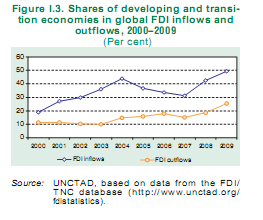 Figure I.3. Shares of developing and transi-
tion economies in global FDI inflows and
outflows, 2000–2009
(Per cent)
60
50
40
30
20
10
0
2000 2001 2002 2003 2004 2005 2006 2007 2008 2009
FDI inflows FDI outflows
Source: UNCTAD, based on data from the FDI/
TNC database (http://www.unctad.org/
fdistatistics).